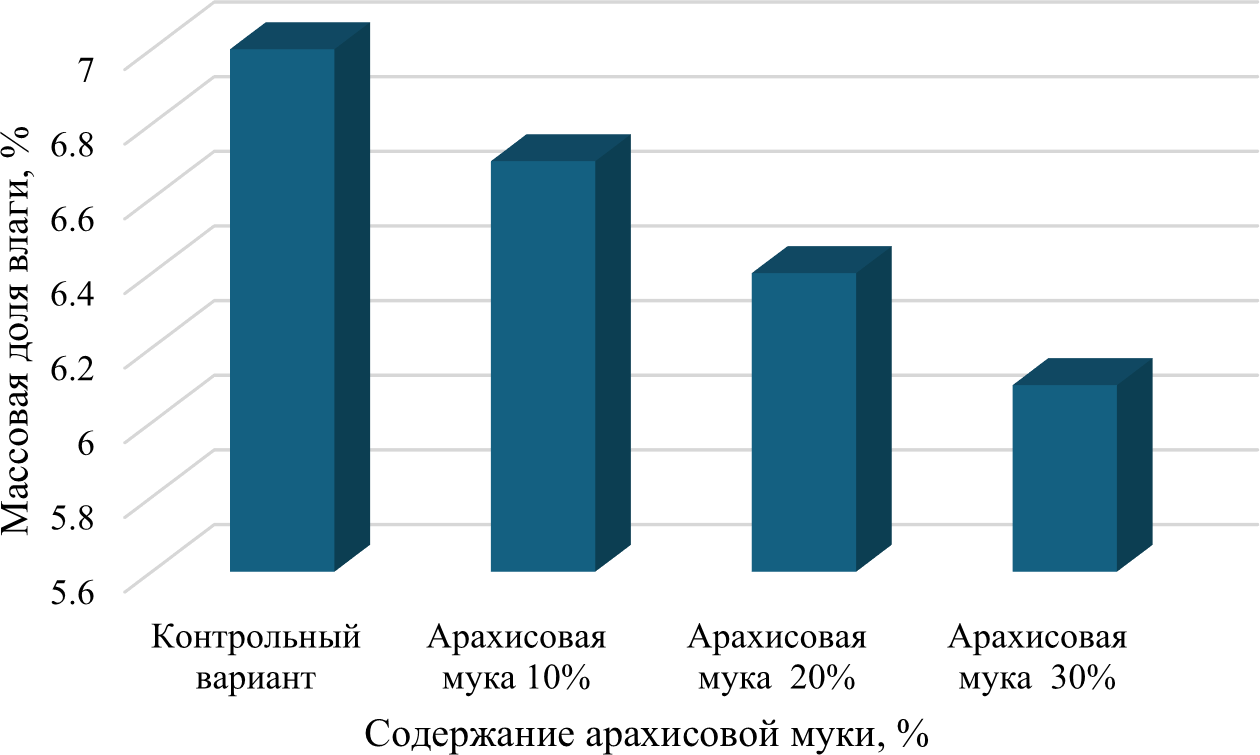 Массовая доля влаги, %
7
6.8
6.6
6.4
6.2
6
5.8
5.6
Контрольный
вариант
Арахисовая
мука 10%
Арахисовая
мука 20%
Арахисовая
мука 30%
Содержание арахисовой муки, %